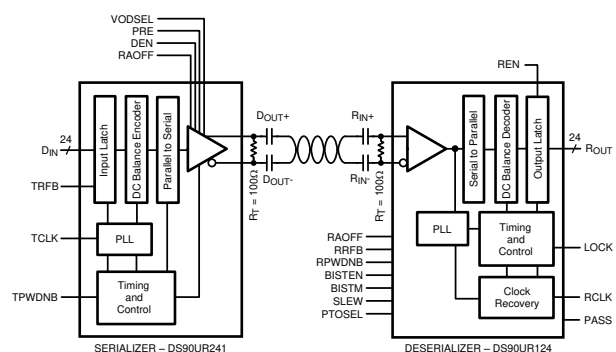 VODSEL
PRE
DEN
RAOFF
REN
24
DIN
TRFB
TCLK
TPWDNB
Input Latch
DC Balance Encoder
Parallel to Serial
PLL
Timing
and
Control
DOUT+
DOUT-
RT = 100Ω
RIN+
RIN-
RT = 100Ω
Serial to Parallel
DC Balance Decoder
Output Latch
24
ROUT
PLL
Timing
and
Control
Clock
Recovery
RAOFF
RRFB
RPWDNB
BISTEN
BISTM
SLEW
PTOSEL
LOCK
RCLK
PASS
SERIALIZER – DS90UR241
DESERIALIZER – DS90UR124